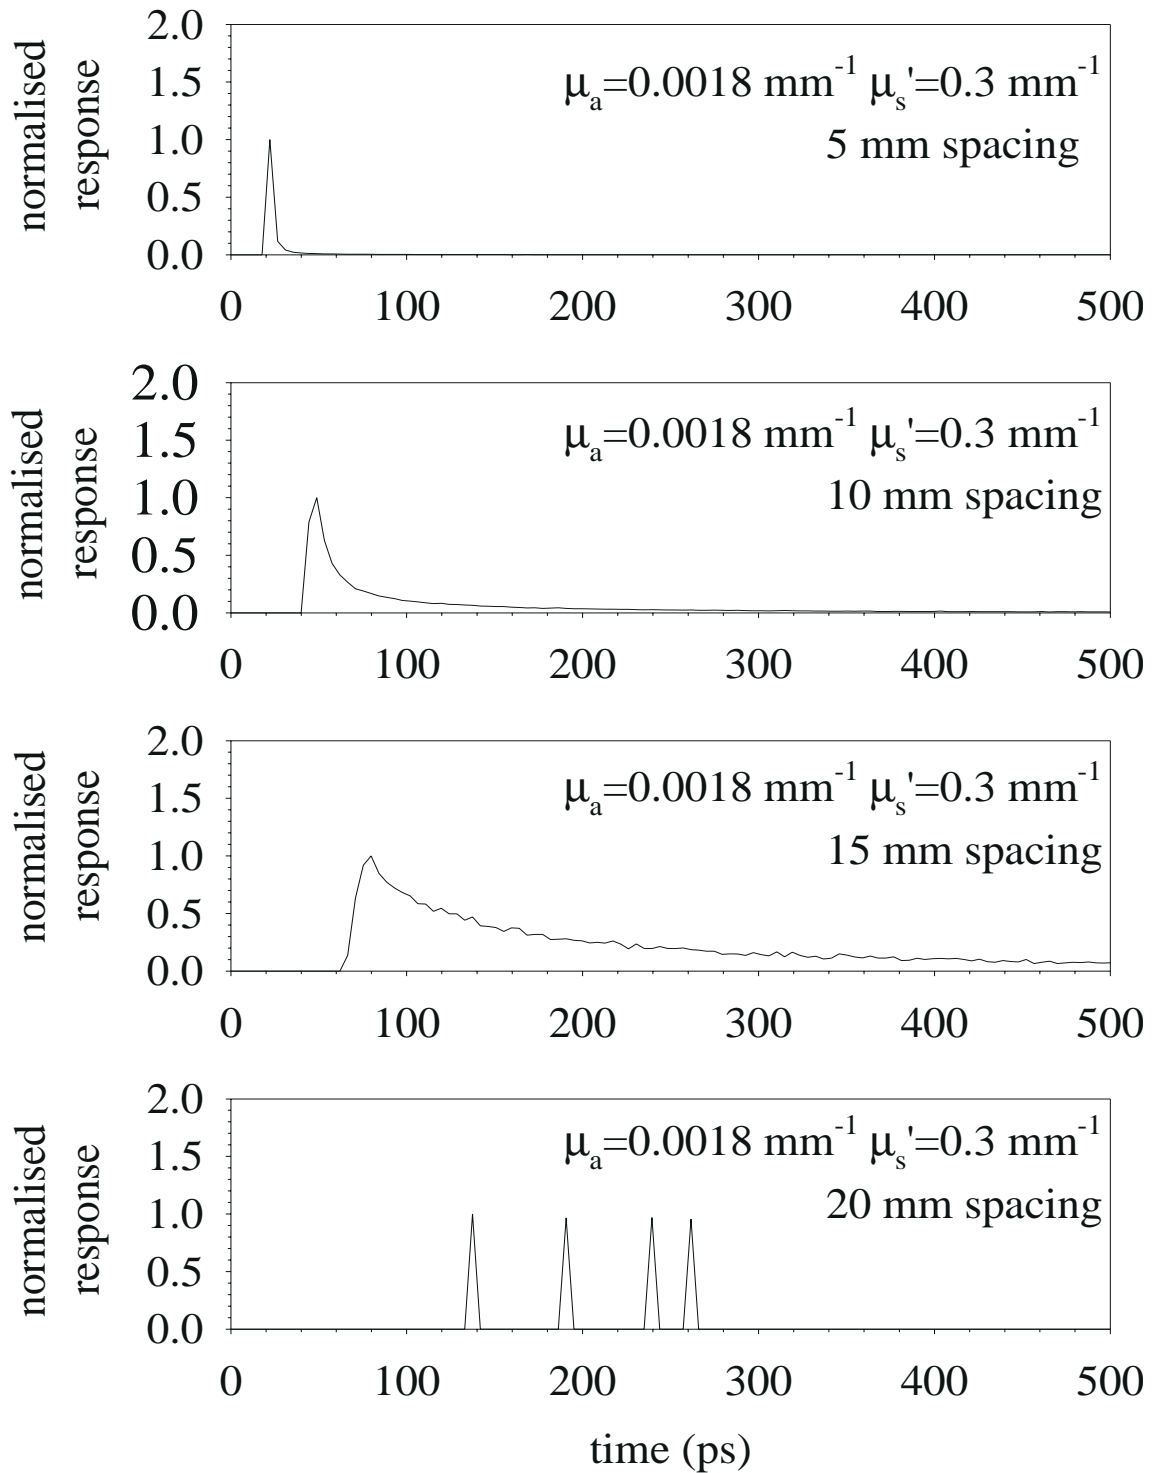 normalised
response
2.0
1.5
1.0
0.5
0.0
μa=0.0018 mm-1 μs'=0.3 mm-1
5 mm spacing
0 100 200 300 400 500
normalised
response
2.0
1.5
1.0
0.5
0.0
μa=0.0018 mm-1 μs'=0.3 mm-1
10 mm spacing
0 100 200 300 400 500
normalised
response
2.0
1.5
1.0
0.5
0.0
μa=0.0018 mm-1 μs'=0.3 mm-1
15 mm spacing
0 100 200 300 400 500
normalised
response
2.0
1.5
1.0
0.5
0.0
μa=0.0018 mm-1 μs'=0.3 mm-1
20 mm spacing
0 100 200 300 400 500
time (ps)